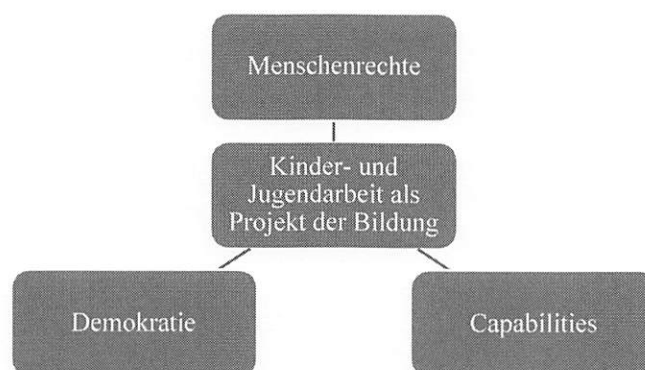 Menschenrechte
Kinder- und
Jugendarbeit als
Projekt der Bildung
Demokratie
Capabilities